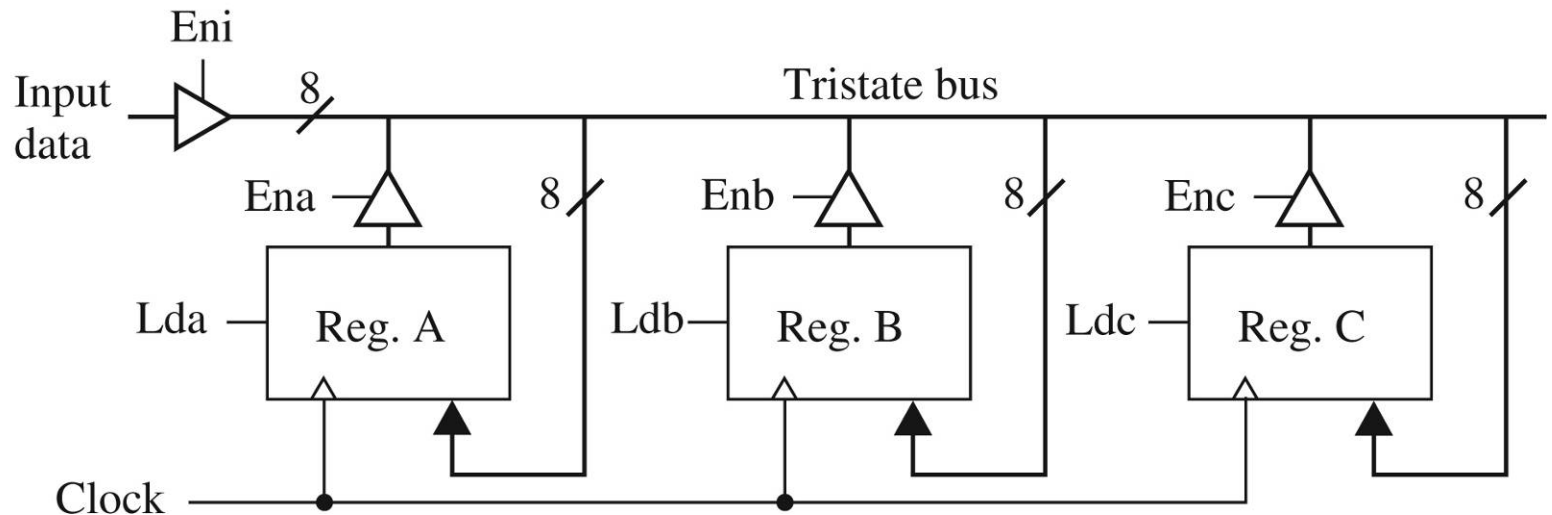 Eni
Input
data
8
Tristate bus
Ena
8
Enb
8
Enc
8
Lda
Reg. A
Ldb
Reg. B
Ldc
Reg. C
Clock